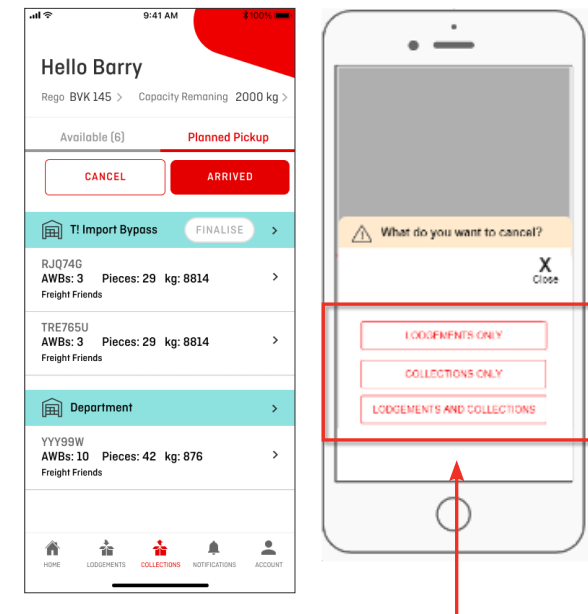 9:41 AM
100%
Hello Barry
Rego BVK 145 > Capacity Remaning 2000 kg >
Available (6)
Planned Pickup
CANCEL
ARRIVED
T! Import Bypass
FINALISE
>
RJQ74G
AWBs: 3 Pieces: 29 kg: 8814
>
Freight Friends
TRE765U
AWBs: 3 Pieces: 29 kg: 8814
>
Freight Friends
Department
>
YYY99W
AWBs: 10 Pieces: 42 kg: 876
>
Freight Friends
HOME
LODGEMENTS
COLLECTIONS
NOTIFICATIONS
ACCOUNT
What do you want to cancel?
X
Close
LODGEMENTS ONLY
COLLECTIONS ONLY
LODGEMENTS AND COLLECTIONS